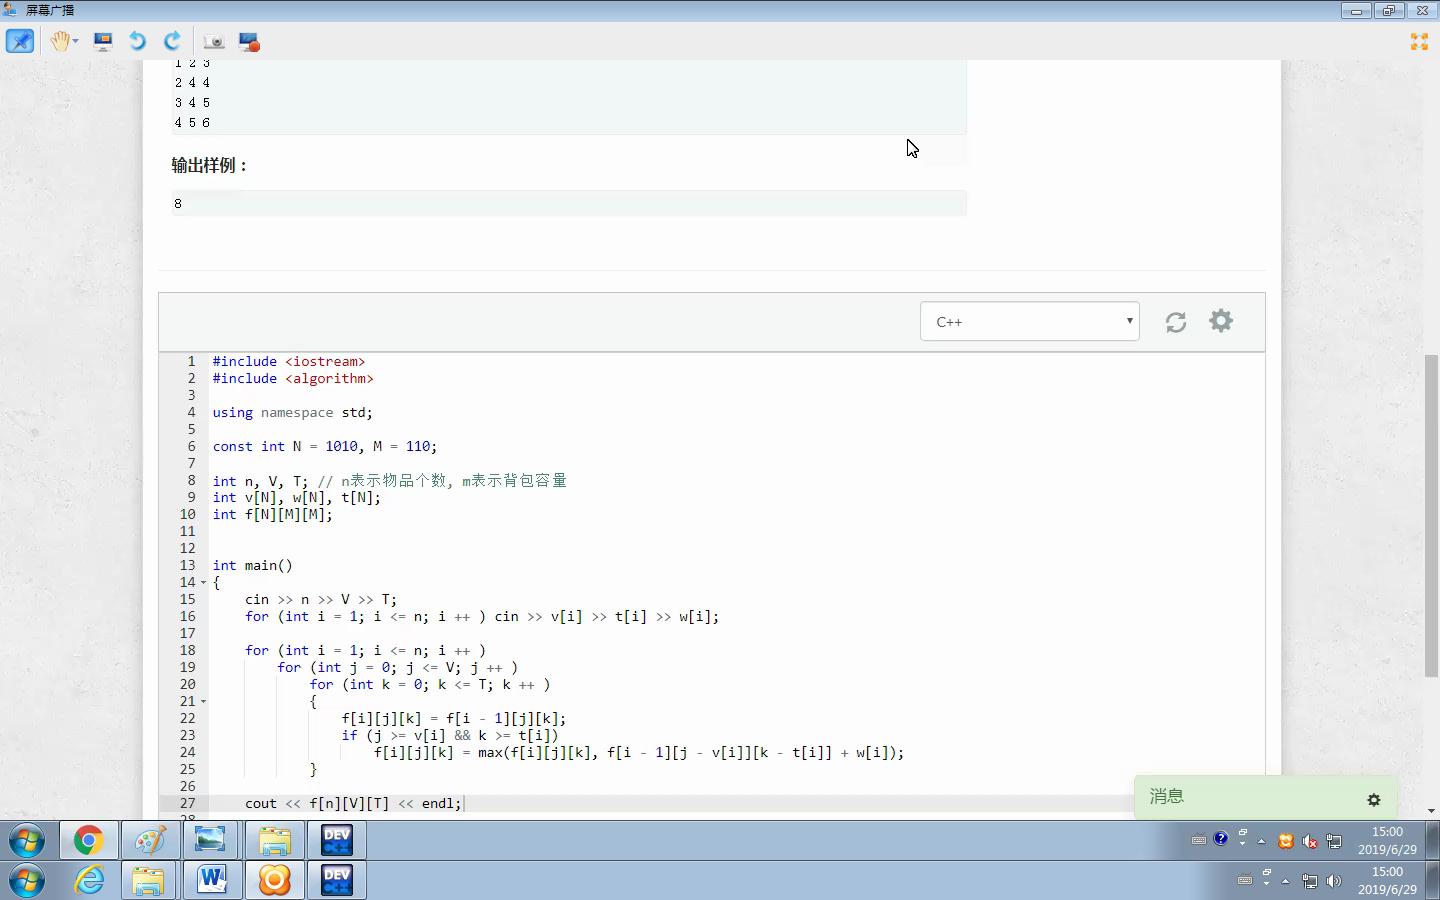 屏幕广播
1 2 3
2 4 4
3 4 5
4 5 6
输出样例：
8
C++
1 #include <iostream>
2 #include <algorithm>
3
4 using namespace std;
5
6 const int N = 1010, M = 110;
7
8 int n, V, T; // n表示物品个数, m表示背包容量
9 int v[N], w[N], t[N];
10 int f[N][M][M];
11
12
13 int main()
14 {
15 cin >> n >> V >> T;
16 for (int i = 1; i <= n; i ++ ) cin >> v[i] >> t[i] >> w[i];
17
18 for (int i = 1; i <= n; i ++ )
19 for (int j = 0; j <= V; j ++ )
20 for (int k = 0; k <= T; k ++ )
21 {
22 f[i][j][k] = f[i - 1][j][k];
23 if (j >= v[i] && k >= t[i])
24 f[i][j][k] = max(f[i][j][k], f[i - 1][j - v[i]][k - t[i]] + w[i]);
25 }
26
27 cout << f[n][V][T] << endl;
28
消息
DEV C++
15:00
2019/6/29
W
DEV C++
15:00
2019/6/29